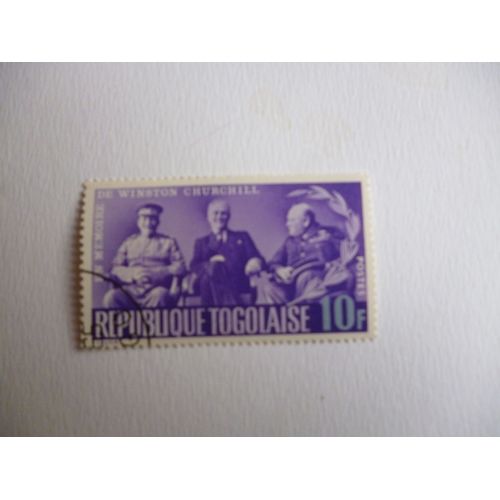 EN MEMOIRE
DE WINSTON CHURCHILL
POSTES
REPUBLIQUE TOGOLAISE 10F